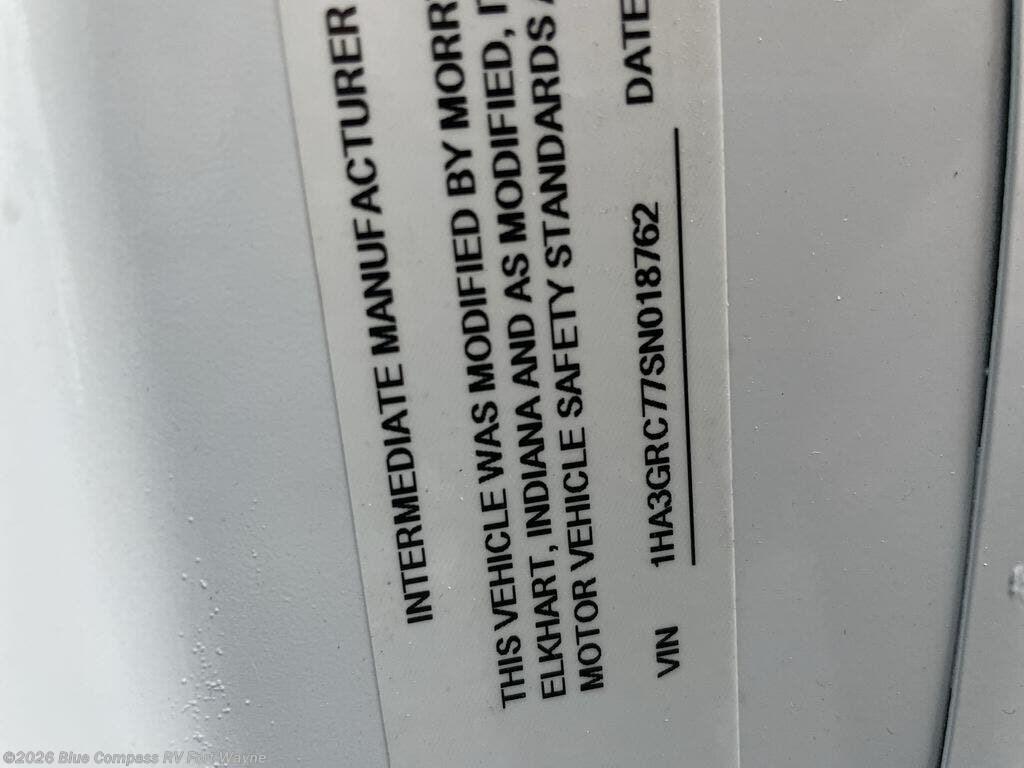 INTERMEDIATE MANUFACTURER
THIS VEHICLE WAS MODIFIED BY
ELKHART, INDIANA AND AS MODIFIED,
MOTOR VEHICLE SAFETY STANDARDS
VIN 1HA3GRC77SN018762 DATE
©2026 Blue Compass RV Fort Wayne